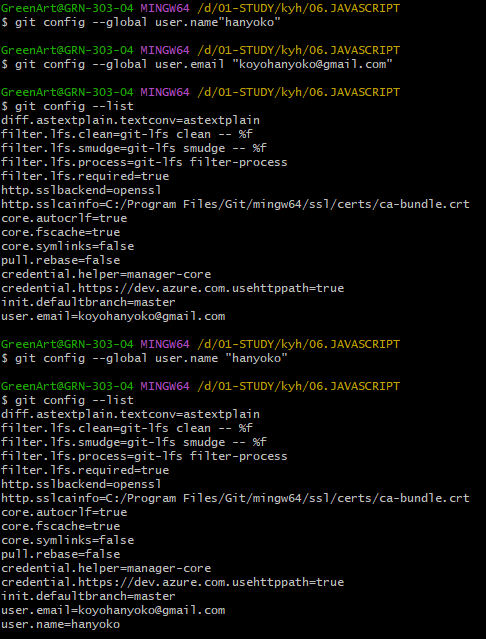 GreenArt@GRN-303-04 MINGW64 /d/01-STUDY/kyh/06.JAVASCRIPT
$ git config --global user.name"hanyoko"
GreenArt@GRN-303-04 MINGW64 /d/01-STUDY/kyh/06.JAVASCRIPT
$ git config --global user.email "koyohanyoko@gmail.com"
GreenArt@GRN-303-04 MINGW64 /d/01-STUDY/kyh/06.JAVASCRIPT
$ git config --list
diff.astextplain.textconv=astextplain
filter.lfs.clean=git-lfs clean -- %f
filter.lfs.smudge=git-lfs smudge -- %f
filter.lfs.process=git-lfs filter-process
filter.lfs.required=true
http.sslbackend=openssl
http.sslcainfo=C:/Program Files/Git/mingw64/ssl/certs/ca-bundle.crt
core.autocrlf=true
core.fscache=true
core.symlinks=false
pull.rebase=false
credential.helper=manager-core
credential.https://dev.azure.com.usehttppath=true
init.defaultbranch=master
user.email=koyohanyoko@gmail.com
GreenArt@GRN-303-04 MINGW64 /d/01-STUDY/kyh/06.JAVASCRIPT
$ git config --global user.name "hanyoko"
GreenArt@GRN-303-04 MINGW64 /d/01-STUDY/kyh/06.JAVASCRIPT
$ git config --list
diff.astextplain.textconv=astextplain
filter.lfs.clean=git-lfs clean -- %f
filter.lfs.smudge=git-lfs smudge -- %f
filter.lfs.process=git-lfs filter-process
filter.lfs.required=true
http.sslbackend=openssl
http.sslcainfo=C:/Program Files/Git/mingw64/ssl/certs/ca-bundle.crt
core.autocrlf=true
core.fscache=true
core.symlinks=false
pull.rebase=false
credential.helper=manager-core
credential.https://dev.azure.com.usehttppath=true
init.defaultbranch=master
user.email=koyohanyoko@gmail.com
user.name=hanyoko